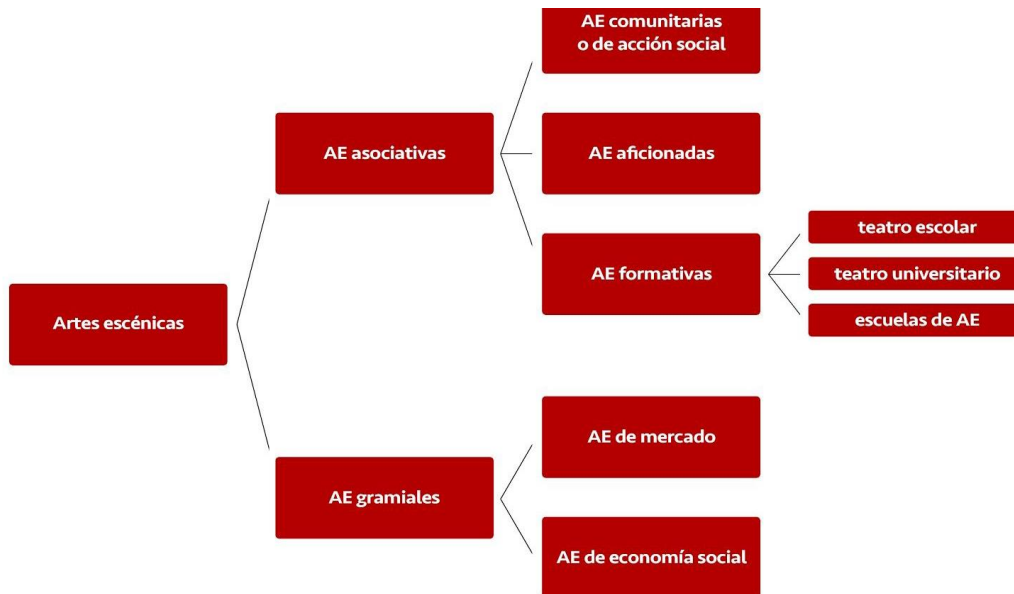 AE comunitarias
o de acción social
AE asociativas
AE aficionadas
AE formativas
teatro escolar
teatro universitario
escuelas de AE
Artes escénicas
AE de mercado
AE gramiales
AE de economía social